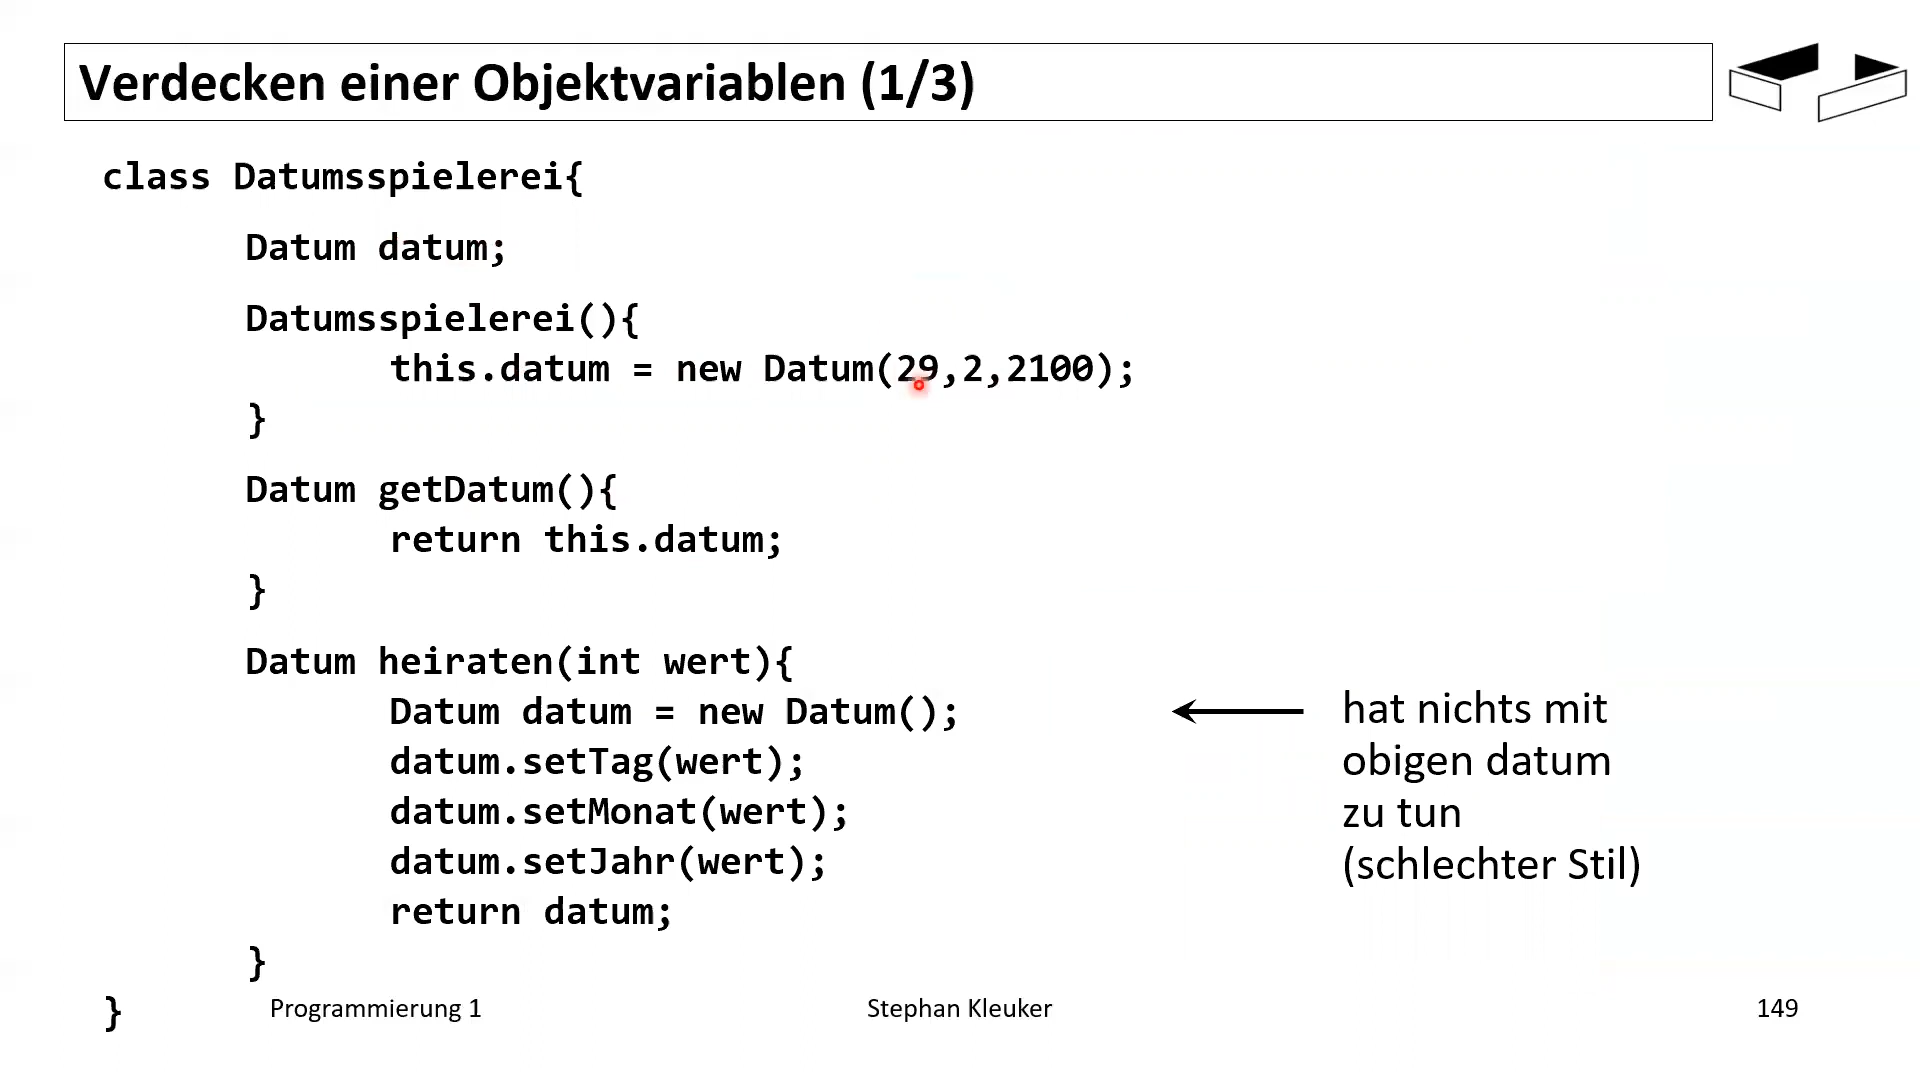 Verdecken einer Objektvariablen (1/3)
class Datumsspielerei{
Datum datum;
Datumsspielerei(){
this.datum = new Datum(29,2,2100);
}
Datum getDatum(){
return this.datum;
}
Datum heiraten(int wert){
Datum datum = new Datum();
datum.setTag(wert);
datum.setMonat(wert);
datum.setJahr(wert);
return datum;
}
}
hat nichts mit
obigen datum
zu tun
(schlechter Stil)
Programmierung 1
Stephan Kleuker
149